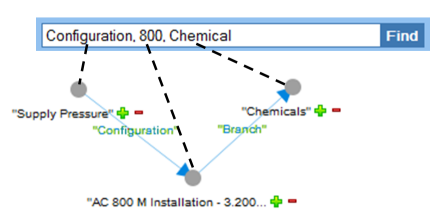 Configuration, 800, Chemical Find
"Supply Pressure"
"Chemicals"
"Configuration"
"Branch"
"AC 800 M Installation - 3.200...